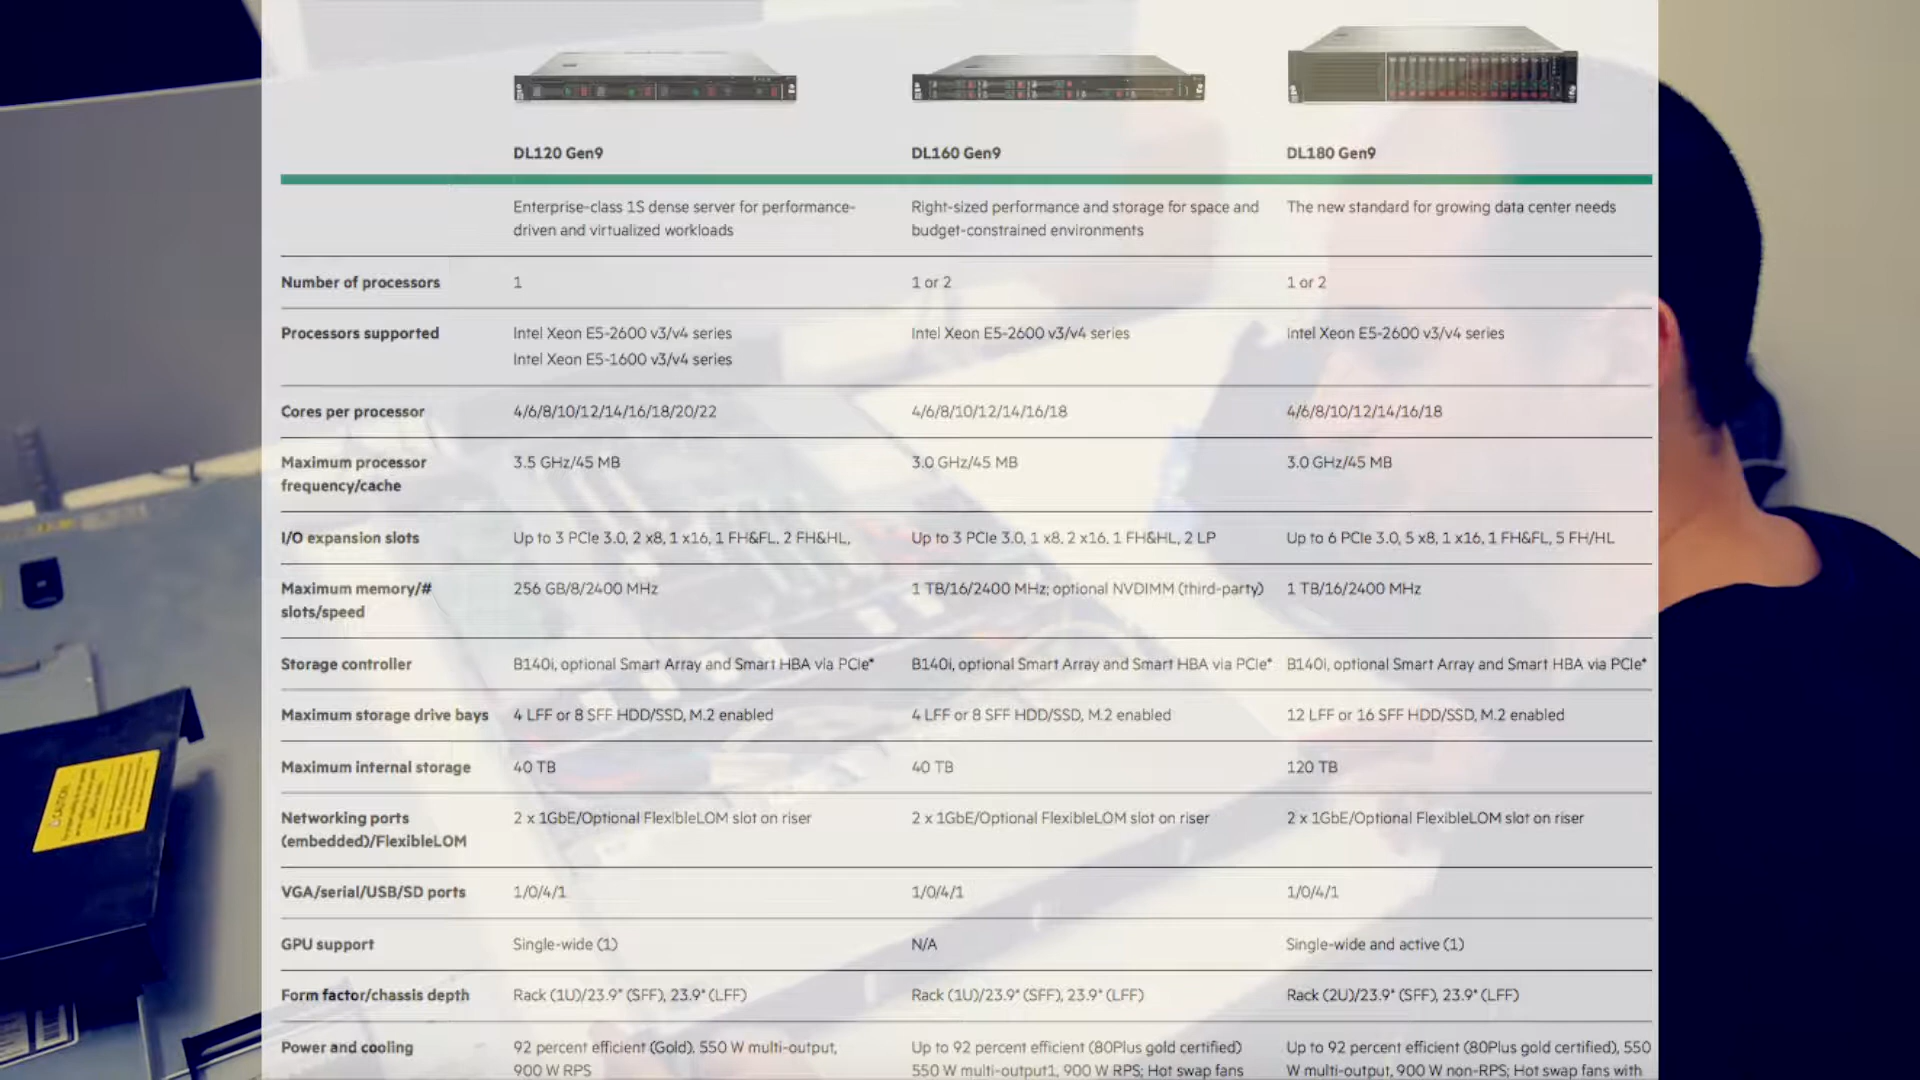 DL120 Gen9 DL160 Gen9 DL180 Gen9
Enterprise-class 1S dense server for performance- Right-sized performance and storage for space and The new standard for growing data center needs
driven and virtualized workloads budget-constrained environments
Number of processors 1 1 or 2 1 or 2
Processors supported Intel Xeon E5-2600 v3/v4 series Intel Xeon E5-2600 v3/v4 series Intel Xeon E5-2600 v3/v4 series
Intel Xeon E5-1600 v3/v4 series
Cores per processor 4/6/8/10/12/14/16/18/20/22 4/6/8/10/12/14/16/18 4/6/8/10/12/14/16/18
Maximum processor 3.5 GHz/45 MB 3.0 GHz/45 MB 3.0 GHz/45 MB
frequency/cache
I/O expansion slots Up to 3 PCIe 3.0, 2 x8, 1 x16, 1 FH&FL, 2 FH&HL, Up to 3 PCIe 3.0, 1 x8, 2 x16, 1 FH&HL, 2 LP Up to 6 PCIe 3.0, 5 x8, 1 x16, 1 FH&FL, 5 FH/HL
Maximum memory/# 256 GB/8/2400 MHz 1 TB/16/2400 MHz; optional NVDIMM (third-party) 1 TB/16/2400 MHz
slots/speed
Storage controller B140i, optional Smart Array and Smart HBA via PCIe* B140i, optional Smart Array and Smart HBA via PCIe* B140i, optional Smart Array and Smart HBA via PCIe*
Maximum storage drive bays 4 LFF or 8 SFF HDD/SSD, M.2 enabled 4 LFF or 8 SFF HDD/SSD, M.2 enabled 12 LFF or 16 SFF HDD/SSD, M.2 enabled
Maximum internal storage 40 TB 40 TB 120 TB
Networking ports 2 x 1GbE/Optional FlexibleLOM slot on riser 2 x 1GbE/Optional FlexibleLOM slot on riser 2 x 1GbE/Optional FlexibleLOM slot on riser
(embedded)/FlexibleLOM
VGA/serial/USB/SD ports 1/0/4/1 1/0/4/1 1/0/4/1
GPU support Single-wide (1) N/A Single-wide and active (1)
Form factor/chassis depth Rack (1U)/23.9" (SFF), 23.9" (LFF) Rack (1U)/23.9" (SFF), 23.9" (LFF) Rack (2U)/23.9" (SFF), 23.9" (LFF)
Power and cooling 92 percent efficient (Gold), 550 W multi-output, Up to 92 percent efficient (80Plus gold certified) Up to 92 percent efficient (80Plus gold certified), 550
900 W RPS 550 W multi-output1, 900 W RPS; Hot swap fans W multi-output, 900 W non-RPS; Hot swap fans with
CAUTION